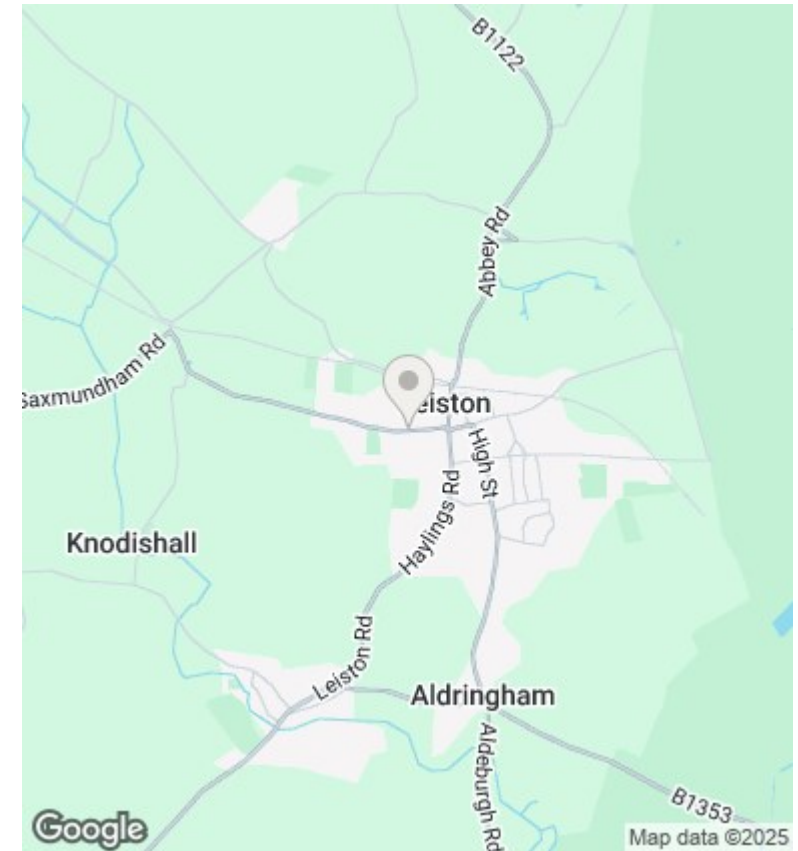 B1122
Abbey Rd
Saxmundham Rd
eiston
High St
Haylings Rd
Knodishall
Leiston Rd
Aldringham
Aldeburgh Rd
B1353
Google
Map data ©2025